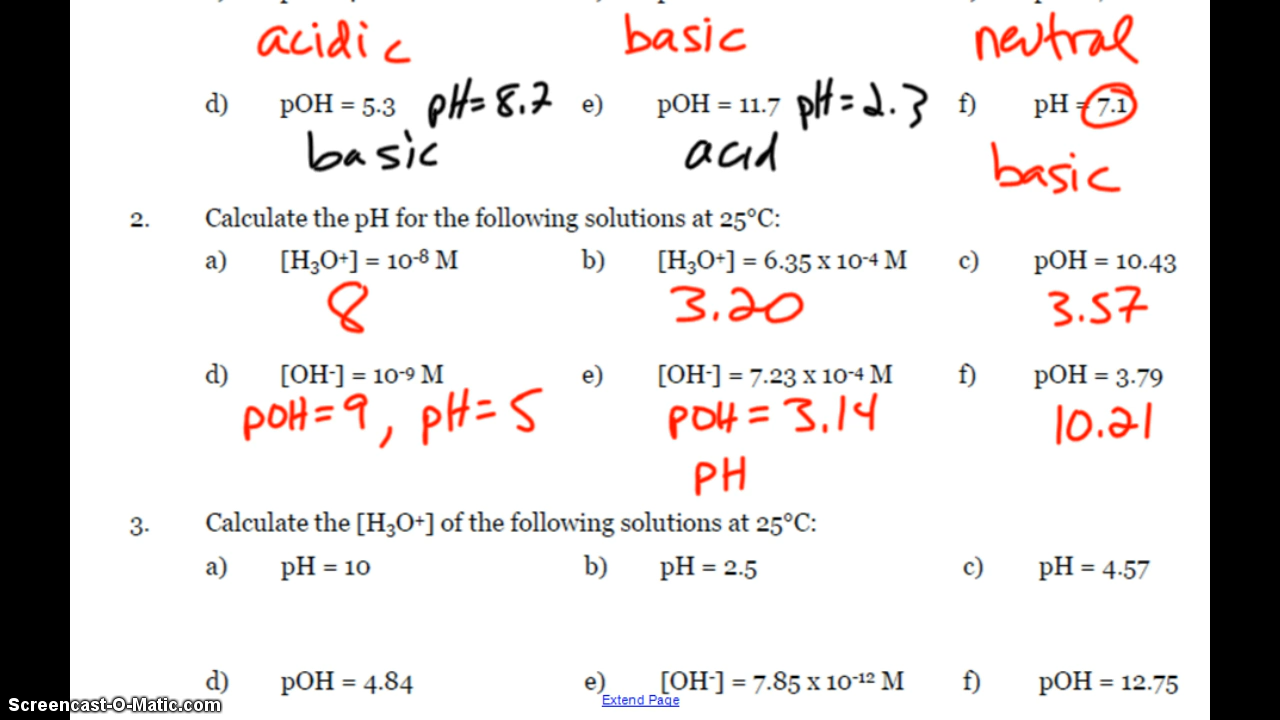 acidic basic neutral
d) pOH = 5.3 pH = 8.7 e) pOH = 11.7 pH = 2.3 f) pH = 7.1
basic acid basic
2. Calculate the pH for the following solutions at 25°C:
a) [H₃O⁺] = 10⁻⁸ M b) [H₃O⁺] = 6.35 x 10⁻⁴ M c) pOH = 10.43
8 3.20 3.57
d) [OH⁻] = 10⁻⁹ M e) [OH⁻] = 7.23 x 10⁻⁴ M f) pOH = 3.79
pOH = 9, pH = 5 pOH = 3.14 10.21
pH
3. Calculate the [H₃O⁺] of the following solutions at 25°C:
a) pH = 10 b) pH = 2.5 c) pH = 4.57
d) pOH = 4.84 e) [OH⁻] = 7.85 x 10⁻¹² M f) pOH = 12.75
Extend Page
Screencast-O-Matic.com